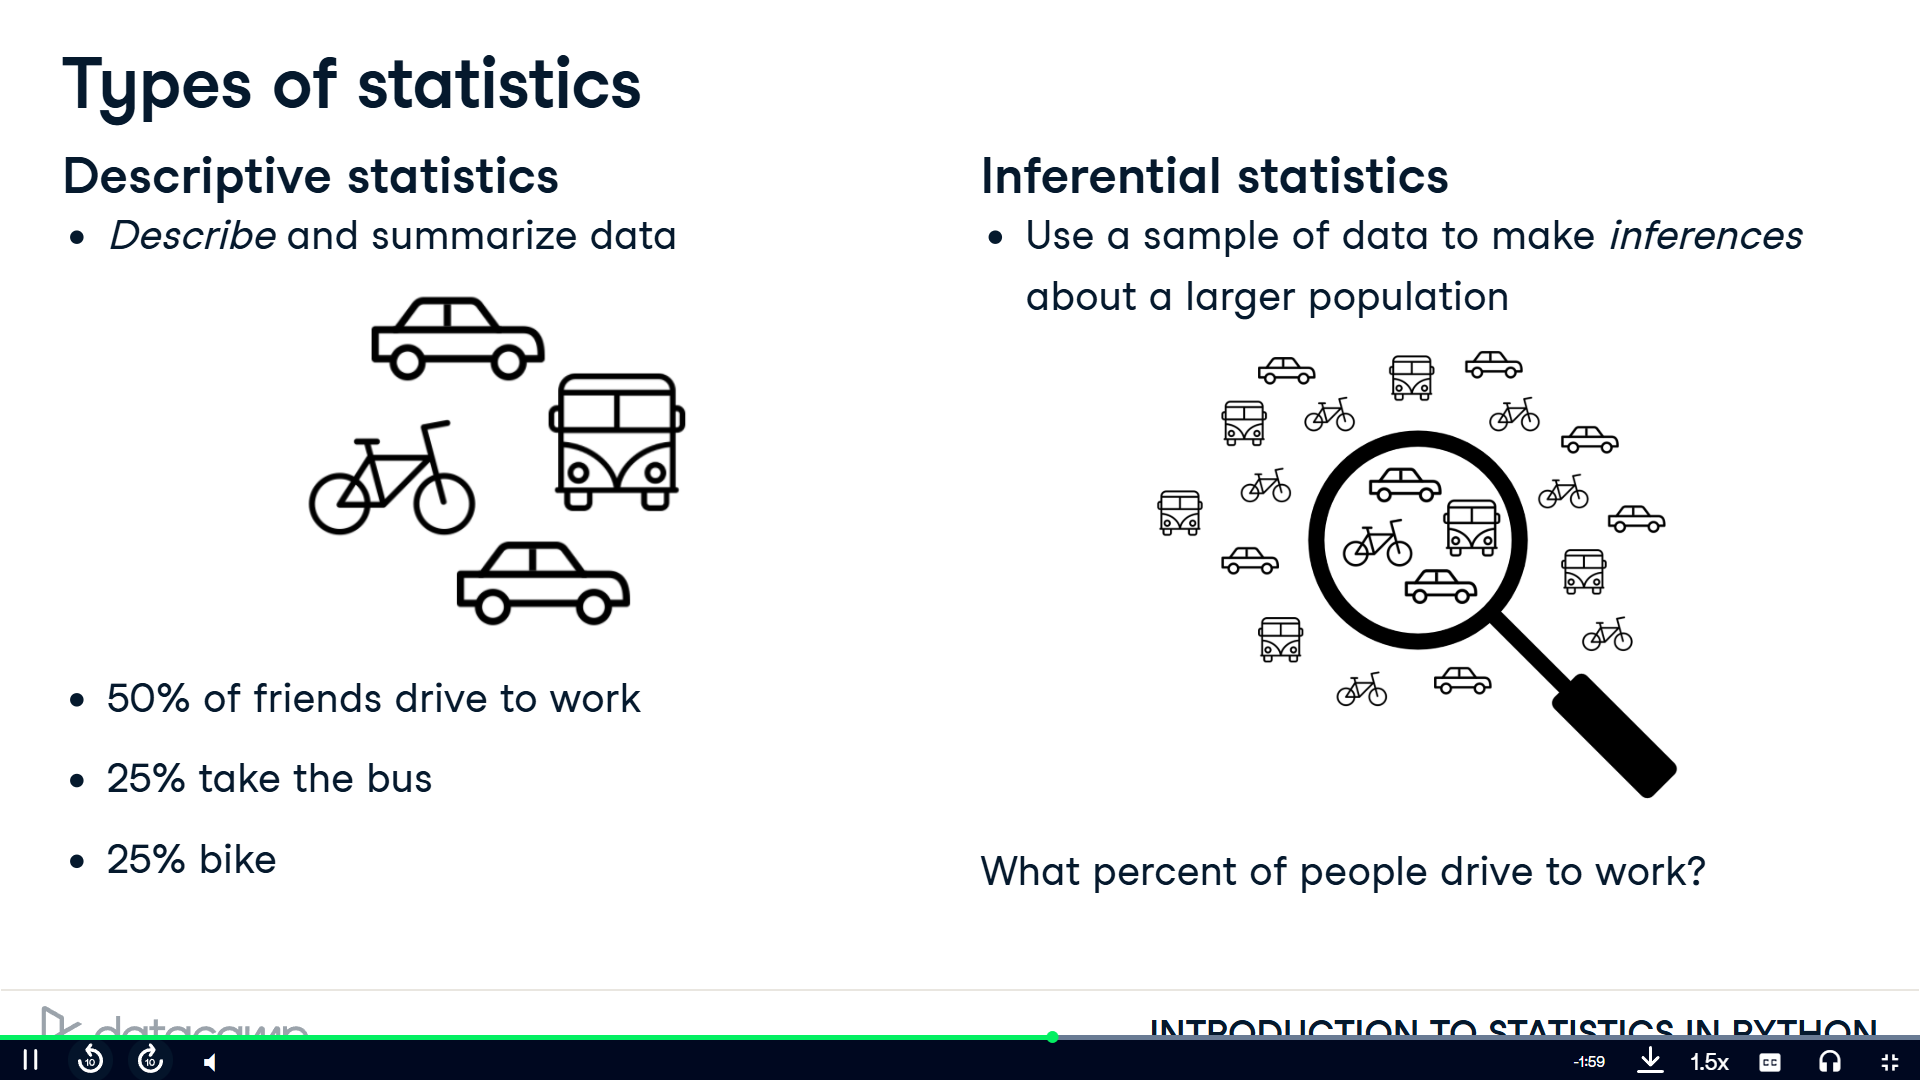 Types of statistics
Descriptive statistics
• Describe and summarize data
• 50% of friends drive to work
• 25% take the bus
• 25% bike
Inferential statistics
• Use a sample of data to make inferences
about a larger population
What percent of people drive to work?
datacamp
INTRODUCTION TO STATISTICS IN PYTHON
10
10
-1:59
1.5x
CC